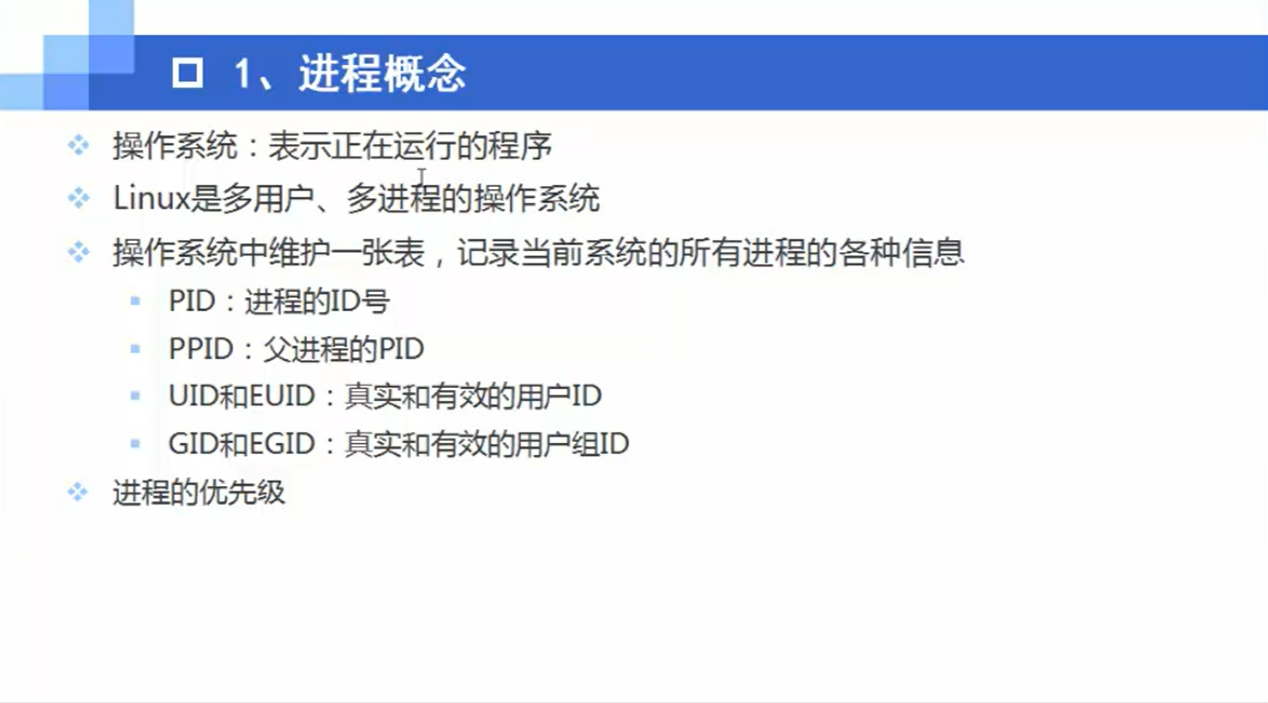 1、进程概念
操作系统：表示正在运行的程序
Linux是多用户、多进程的操作系统
操作系统中维护一张表，记录当前系统的所有进程的各种信息
PID：进程的ID号
PPID：父进程的PID
UID和EUID：真实和有效的用户ID
GID和EGID：真实和有效的用户组ID
进程的优先级